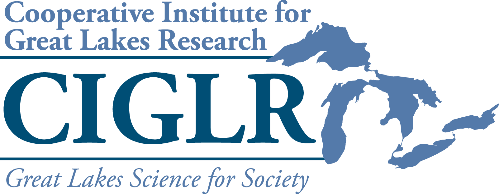 Cooperative Institute for
Great Lakes Research
CIGLR
Great Lakes Science for Society